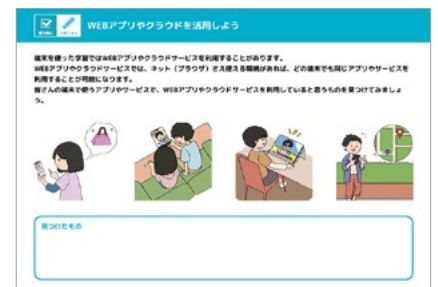 WEBアプリやクラウドを活用しよう
端末を使った学習ではWEBアプリやクラウドサービスを利用することがあります。
WEBアプリやクラウドサービスでは、ネット（ブラウザ）さえ使える環境があれば、どの端末でも同じアプリやサービスを
利用することが可能になります。
皆さんの端末で使うアプリやサービスで、WEBアプリやクラウドサービスを利用していると思うものを見つけてみましょ
う。
見つけたもの